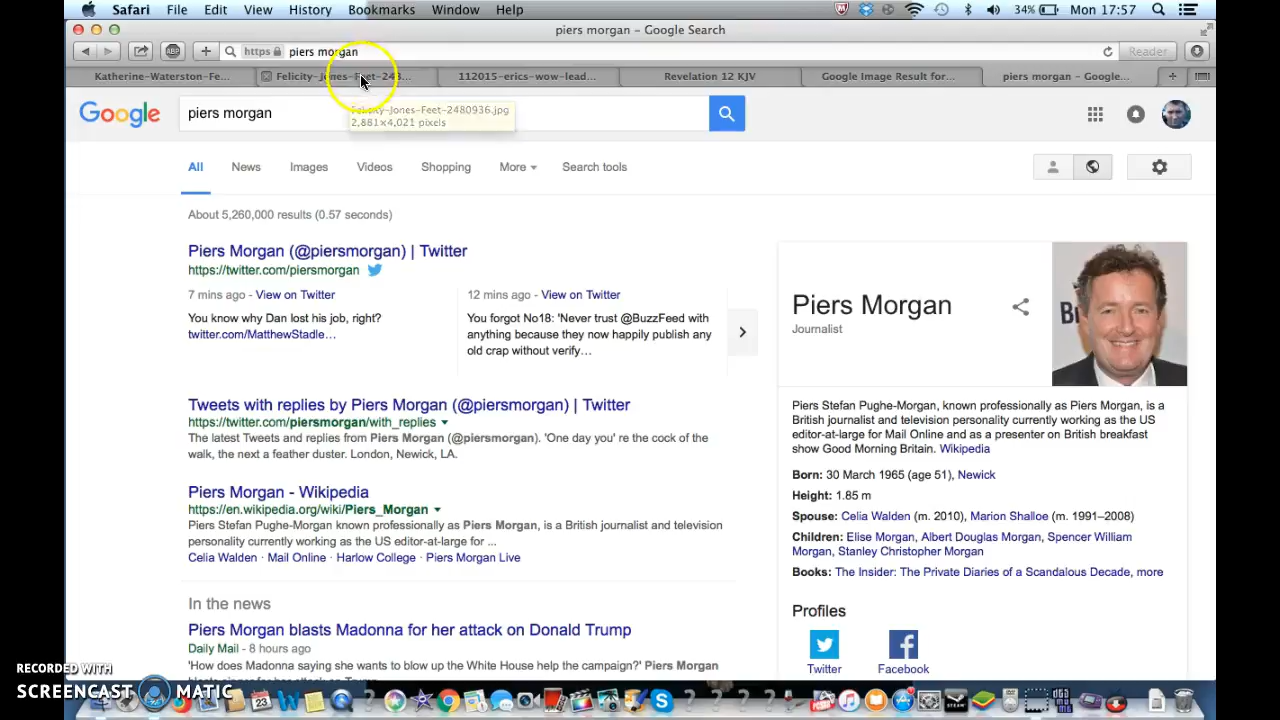 Safari File Edit View History Bookmarks Window Help 34% Mon 17:57
piers morgan – Google Search
https piers morgan Reader
Katherine-Waterston-Fe... Felicity-Jones-Feet-248... 112015-erics-wow-lead... Revelation 12 KJV Google Image Result for... piers morgan – Google...
Google piers morgan
Felicity-Jones-Feet-2480936.jpg
2,881×4,021 pixels
All News Images Videos Shopping More Search tools
About 5,260,000 results (0.57 seconds)
Piers Morgan (@piersmorgan) | Twitter
https://twitter.com/piersmorgan
7 mins ago - View on Twitter
You know why Dan lost his job, right?
twitter.com/MatthewStadle…
12 mins ago - View on Twitter
You forgot No18: 'Never trust @BuzzFeed with
anything because they now happily publish any
old crap without verify…
Tweets with replies by Piers Morgan (@piersmorgan) | Twitter
https://twitter.com/piersmorgan/with_replies
The latest Tweets and replies from Piers Morgan (@piersmorgan). 'One day you' re the cock of the
walk, the next a feather duster. London, Newick, LA.
Piers Morgan - Wikipedia
https://en.wikipedia.org/wiki/Piers_Morgan
Piers Stefan Pughe-Morgan known professionally as Piers Morgan, is a British journalist and television
personality currently working as the US editor-at-large for ...
Celia Walden · Mail Online · Harlow College · Piers Morgan Live
In the news
Piers Morgan blasts Madonna for her attack on Donald Trump
Daily Mail - 8 hours ago
'How does Madonna saying she wants to blow up the White House help the campaign?' Piers Morgan
Piers Morgan
Journalist
Piers Stefan Pughe-Morgan, known professionally as Piers Morgan, is a
British journalist and television personality currently working as the US
editor-at-large for Mail Online and as a presenter on British breakfast
show Good Morning Britain. Wikipedia
Born: 30 March 1965 (age 51), Newick
Height: 1.85 m
Spouse: Celia Walden (m. 2010), Marion Shalloe (m. 1991–2008)
Children: Elise Morgan, Albert Douglas Morgan, Spencer William
Morgan, Stanley Christopher Morgan
Books: The Insider: The Private Diaries of a Scandalous Decade, more
Profiles
Twitter Facebook
RECORDED WITH
SCREENCAST MATIC